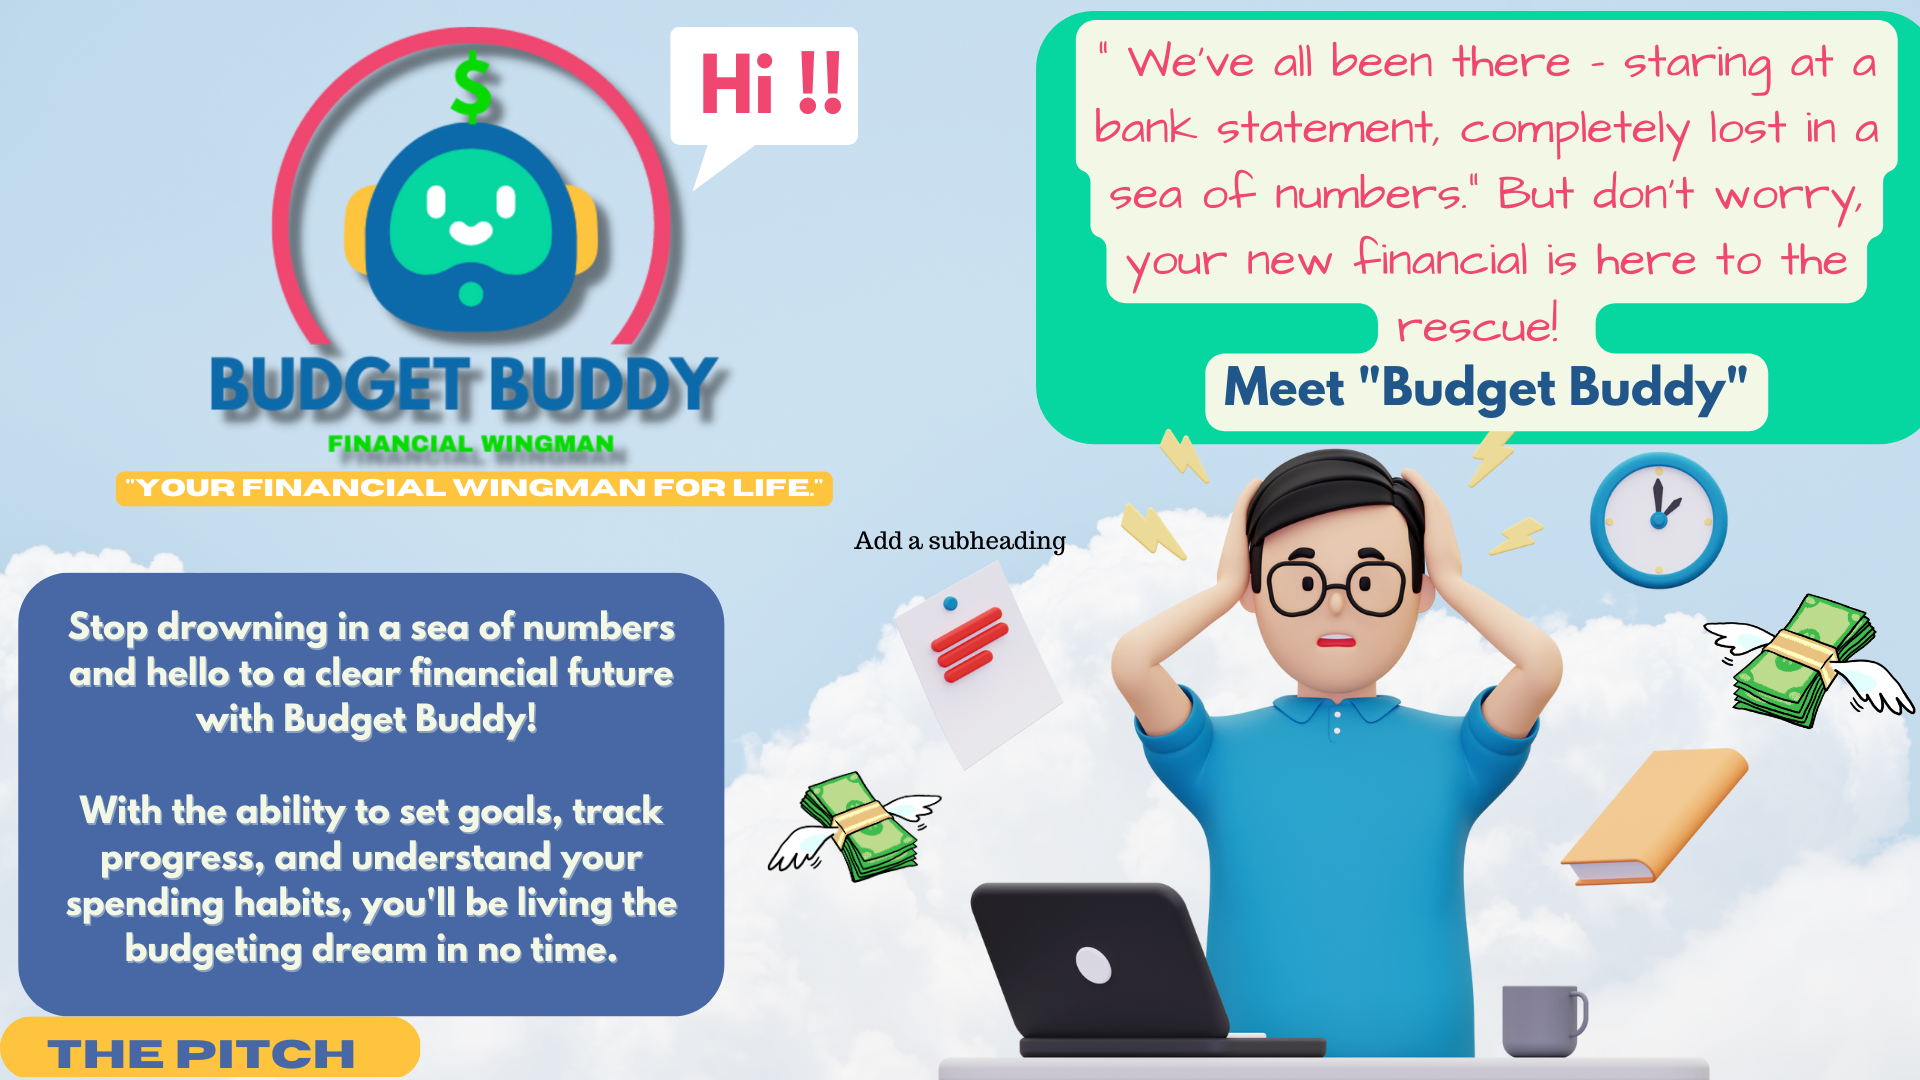 $
Hi !!
BUDGET BUDDY
FINANCIAL WINGMAN
"YOUR FINANCIAL WINGMAN FOR LIFE."
" We've all been there - staring at a
bank statement, completely lost in a
sea of numbers." But don't worry,
your new financial is here to the
rescue!
Meet "Budget Buddy"
Add a subheading
Stop drowning in a sea of numbers
and hello to a clear financial future
with Budget Buddy!
With the ability to set goals, track
progress, and understand your
spending habits, you'll be living the
budgeting dream in no time.
THE PITCH